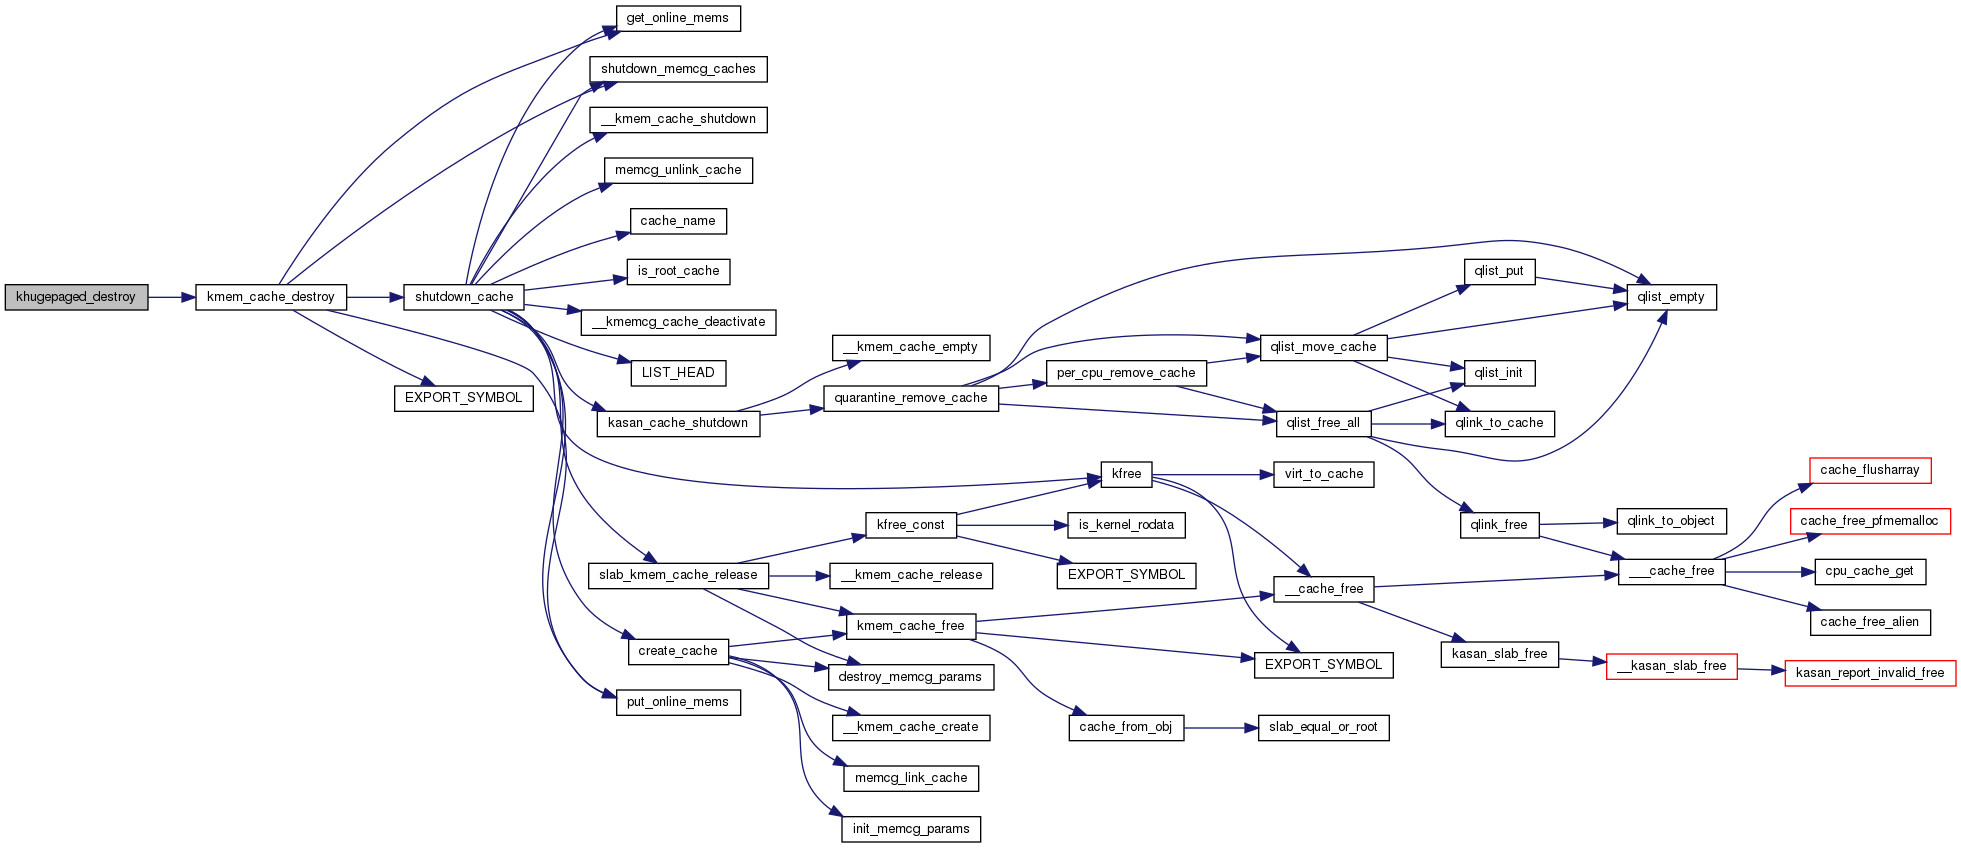 get_online_mems
shutdown_memcg_caches
__kmem_cache_shutdown
memcg_unlink_cache
cache_name
is_root_cache
qlist_put
khugepaged_destroy
kmem_cache_destroy
shutdown_cache
qlist_empty
__kmemcg_cache_deactivate
__kmem_cache_empty
qlist_move_cache
LIST_HEAD
per_cpu_remove_cache
qlist_init
EXPORT_SYMBOL
quarantine_remove_cache
kasan_cache_shutdown
qlist_free_all
qlink_to_cache
kfree
virt_to_cache
cache_flusharray
kfree_const
is_kernel_rodata
qlink_free
qlink_to_object
cache_free_pfmemalloc
slab_kmem_cache_release
__kmem_cache_release
EXPORT_SYMBOL
___cache_free
cpu_cache_get
__cache_free
kmem_cache_free
cache_free_alien
create_cache
EXPORT_SYMBOL
kasan_slab_free
__kasan_slab_free
destroy_memcg_params
kasan_report_invalid_free
put_online_mems
__kmem_cache_create
cache_from_obj
slab_equal_or_root
memcg_link_cache
init_memcg_params